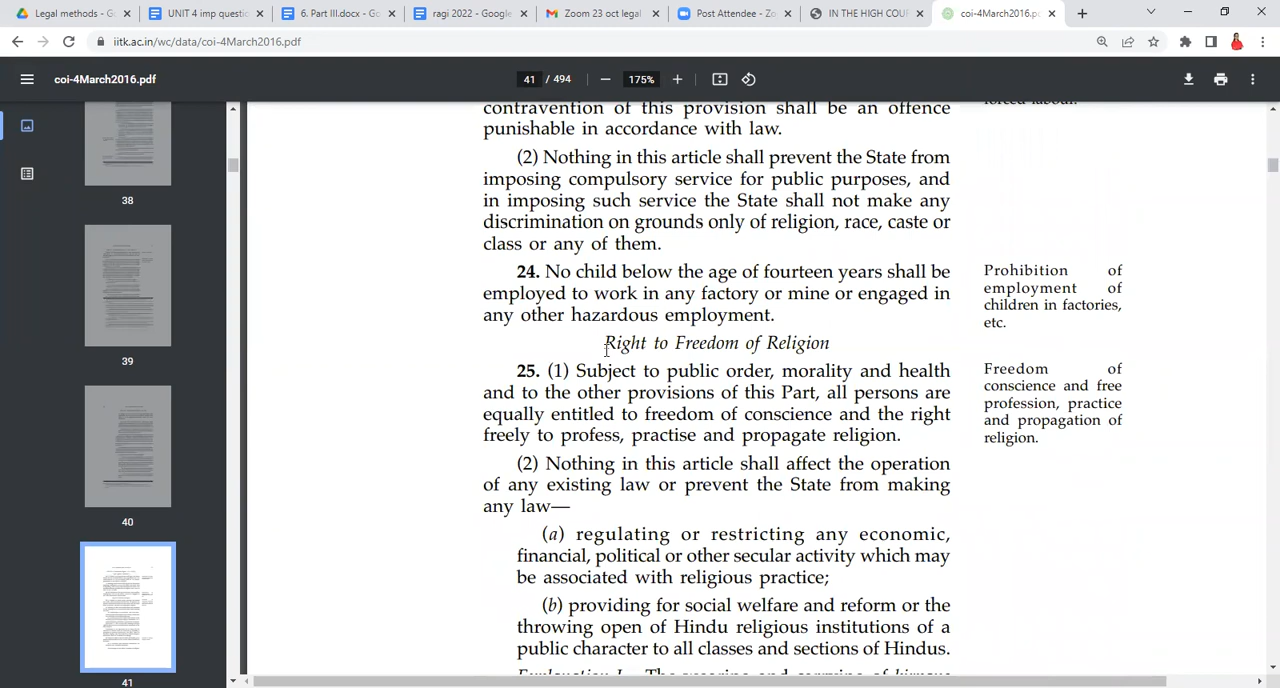 Legal methods - G
UNIT 4 imp questi
6. Part III.docx - Go
ragi 2022 - Google
Zoom 23 oct legal
Post Attendee - Zo
IN THE HIGH COU
coi-4March2016.p
iitk.ac.in/wc/data/coi-4March2016.pdf
coi-4March2016.pdf
41 / 494
175%
contravention of this provision shall be an offence
punishable in accordance with law.
(2) Nothing in this article shall prevent the State from
imposing compulsory service for public purposes, and
in imposing such service the State shall not make any
discrimination on grounds only of religion, race, caste or
class or any of them.
24. No child below the age of fourteen years shall be
employed to work in any factory or mine or engaged in
any other hazardous employment.
Prohibition of
employment of
children in factories,
etc.
Right to Freedom of Religion
25. (1) Subject to public order, morality and health
and to the other provisions of this Part, all persons are
equally entitled to freedom of conscience and the right
freely to profess, practise and propagate religion.
Freedom of
conscience and free
profession, practice
and propagation of
religion.
(2) Nothing in this article shall affect the operation
of any existing law or prevent the State from making
any law—
(a) regulating or restricting any economic,
financial, political or other secular activity which may
be associated with religious practice;
(b) providing for social welfare and reform or the
throwing open of Hindu religious institutions of a
public character to all classes and sections of Hindus.
38
39
40
41